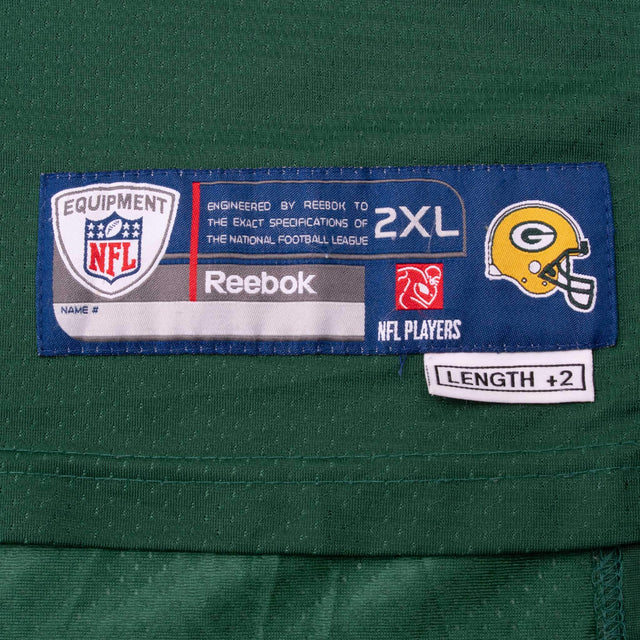 EQUIPMENT
NFL
ENGINEERED BY REEBOK TO
THE EXACT SPECIFICATIONS OF
THE NATIONAL FOOTBALL LEAGUE
2XL
G
Reebok
NAME #
NFL PLAYERS
LENGTH +2